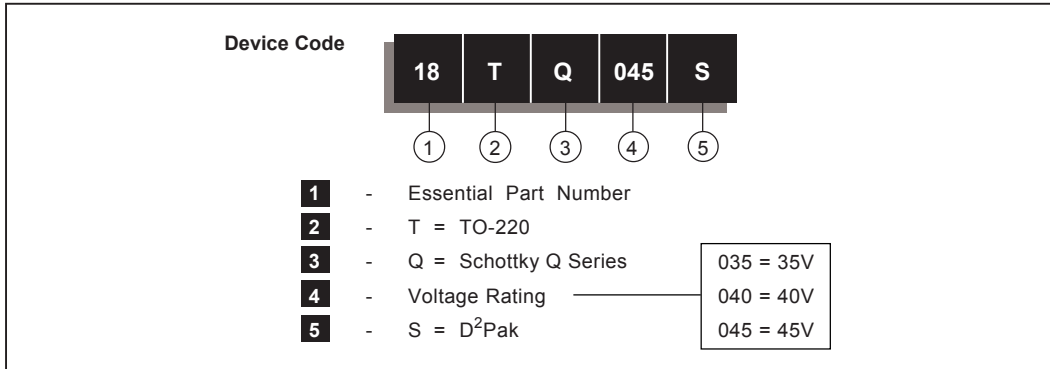 Device Code
18 T Q 045 S
1 2 3 4 5
1 - Essential Part Number
2 - T = TO-220
3 - Q = Schottky Q Series
035 = 35V
4 - Voltage Rating
040 = 40V
5 - S = D²Pak
045 = 45V